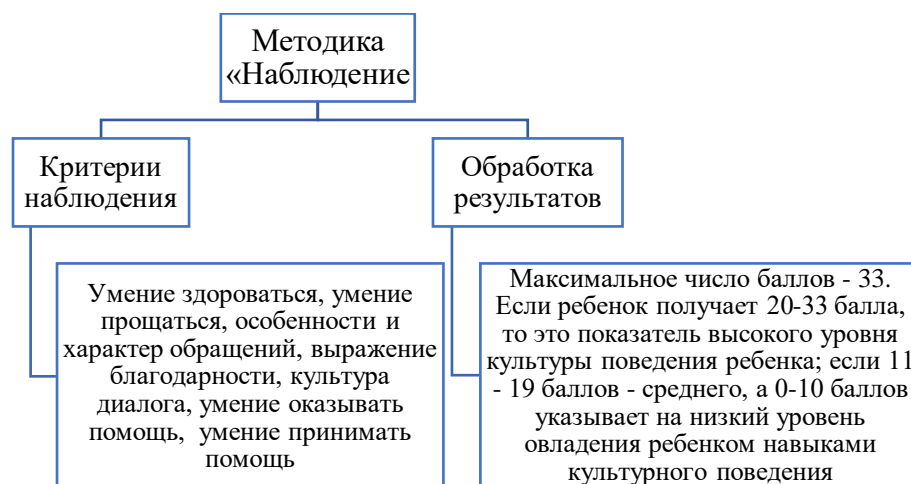 Методика
«Наблюдение
Критерии
наблюдения
Умение здороваться, умение
прощаться, особенности и
характер обращений, выражение
благодарности, культура
диалога, умение оказывать
помощь, умение принимать
помощь
Обработка
результатов
Максимальное число баллов - 33.
Если ребенок получает 20-33 балла,
то это показатель высокого уровня
культуры поведения ребенка; если 11
- 19 баллов - среднего, а 0-10 баллов
указывает на низкий уровень
овладения ребенком навыками
культурного поведения